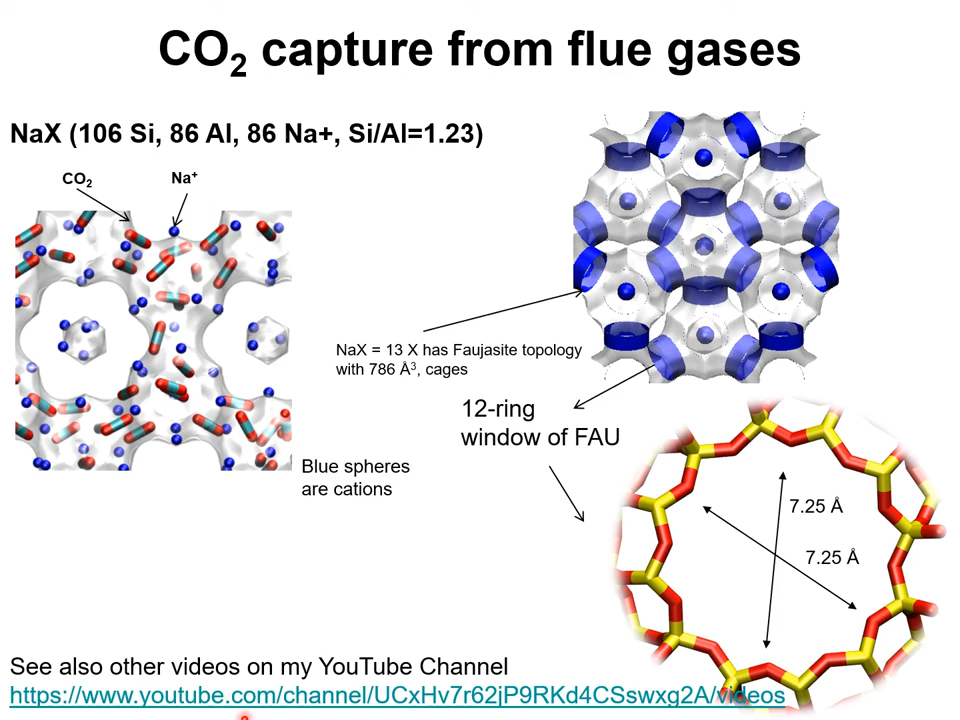 CO₂ capture from flue gases
NaX (106 Si, 86 Al, 86 Na+, Si/Al=1.23)
CO₂
Na⁺
NaX = 13 X has Faujasite topology
with 786 Å³, cages
12-ring
window of FAU
Blue spheres
are cations
7.25 Å
7.25 Å
See also other videos on my YouTube Channel
https://www.youtube.com/channel/UCxHv7r62jP9RKd4CSswxg2A/videos